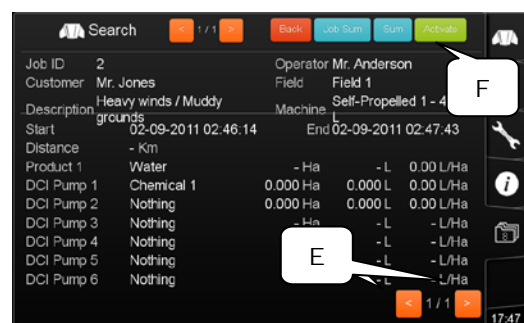 Search < 1 / 1 > Back Job Sum Sum Activate
Job ID 2 Operator Mr. Anderson
Customer Mr. Jones Field Field 1
F
Description Heavy winds / Muddy grounds Machine Self-Propelled 1 - 4 L
Start 02-09-2011 02:46:14 End 02-09-2011 02:47:43
Distance - Km
Product 1 Water - Ha - L 0.00 L/Ha
DCI Pump 1 Chemical 1 0.000 Ha 0.000 L 0.00 L/Ha
DCI Pump 2 Nothing 0.000 Ha 0.000 L 0.00 L/Ha
DCI Pump 3 Nothing - Ha - L - L/Ha
DCI Pump 4 Nothing - L - L/Ha
E
DCI Pump 5 Nothing - L - L/Ha
DCI Pump 6 Nothing - L - L/Ha
< 1 / 1 >
i
8
17:47